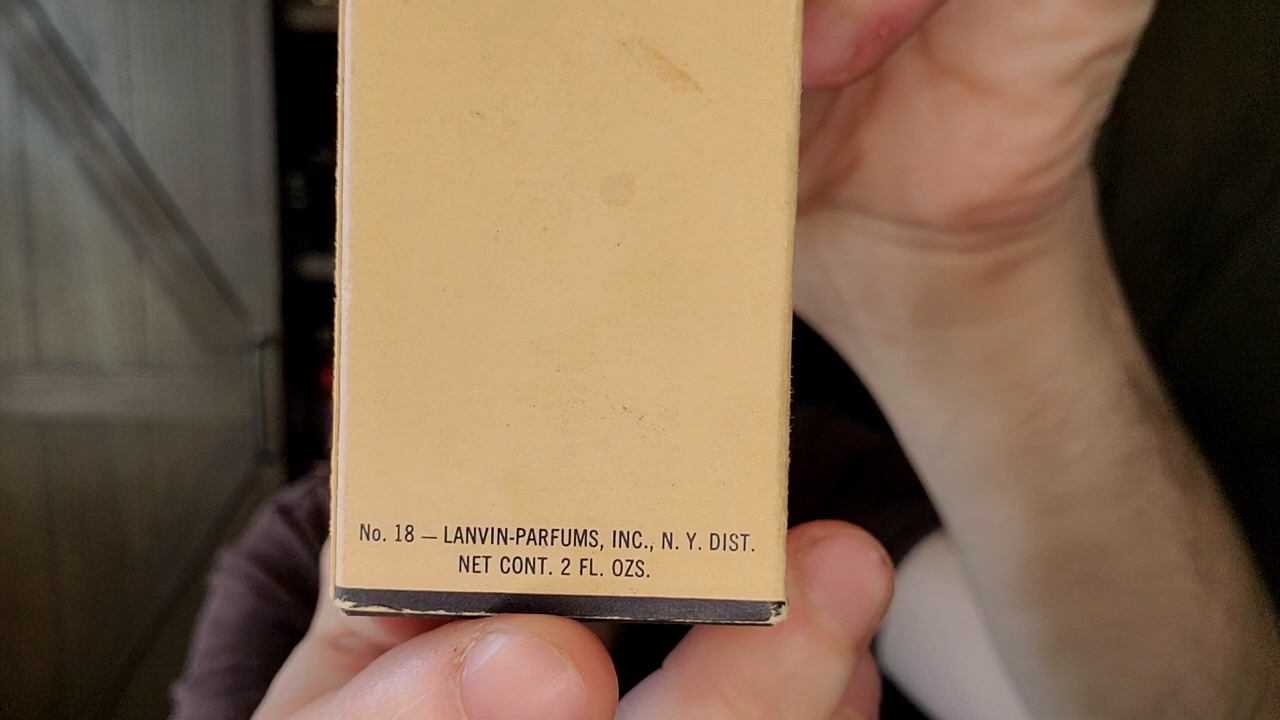 No. 18 — LANVIN-PARFUMS, INC., N. Y. DIST.
NET CONT. 2 FL. OZS.